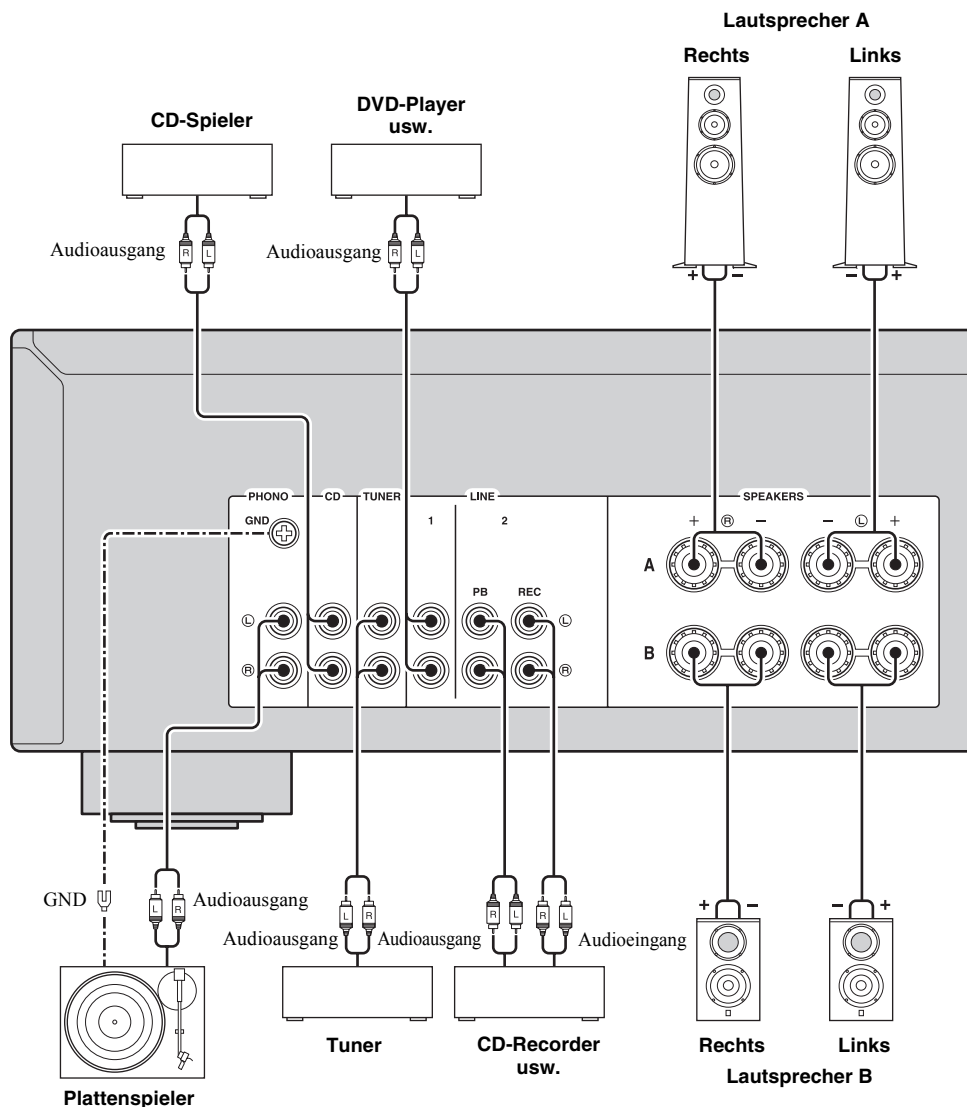 Lautsprecher A
Rechts Links
CD-Spieler
DVD-Player
usw.
Audioausgang
R L
Audioausgang
R L
+ − − +
PHONO CD TUNER LINE SPEAKERS
GND
1 2
+ R − − L +
A
PB REC
L L
R R
B
GND
L R
Audioausgang
Audioausgang
L R
Audioausgang
R L
R L
Audioeingang
+ − − +
Plattenspieler
Tuner
CD-Recorder
usw.
Rechts Links
Lautsprecher B